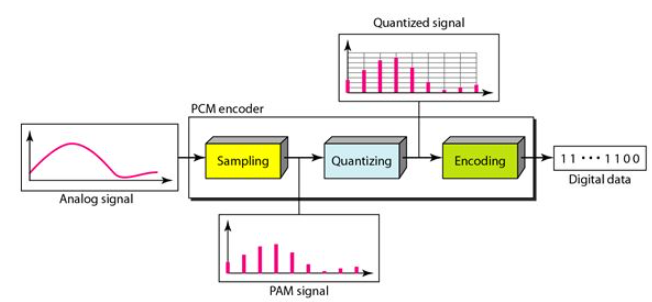 Quantized signal
PCM encoder
Sampling
Quantizing
Encoding
11 ••• 1100
Analog signal
Digital data
PAM signal